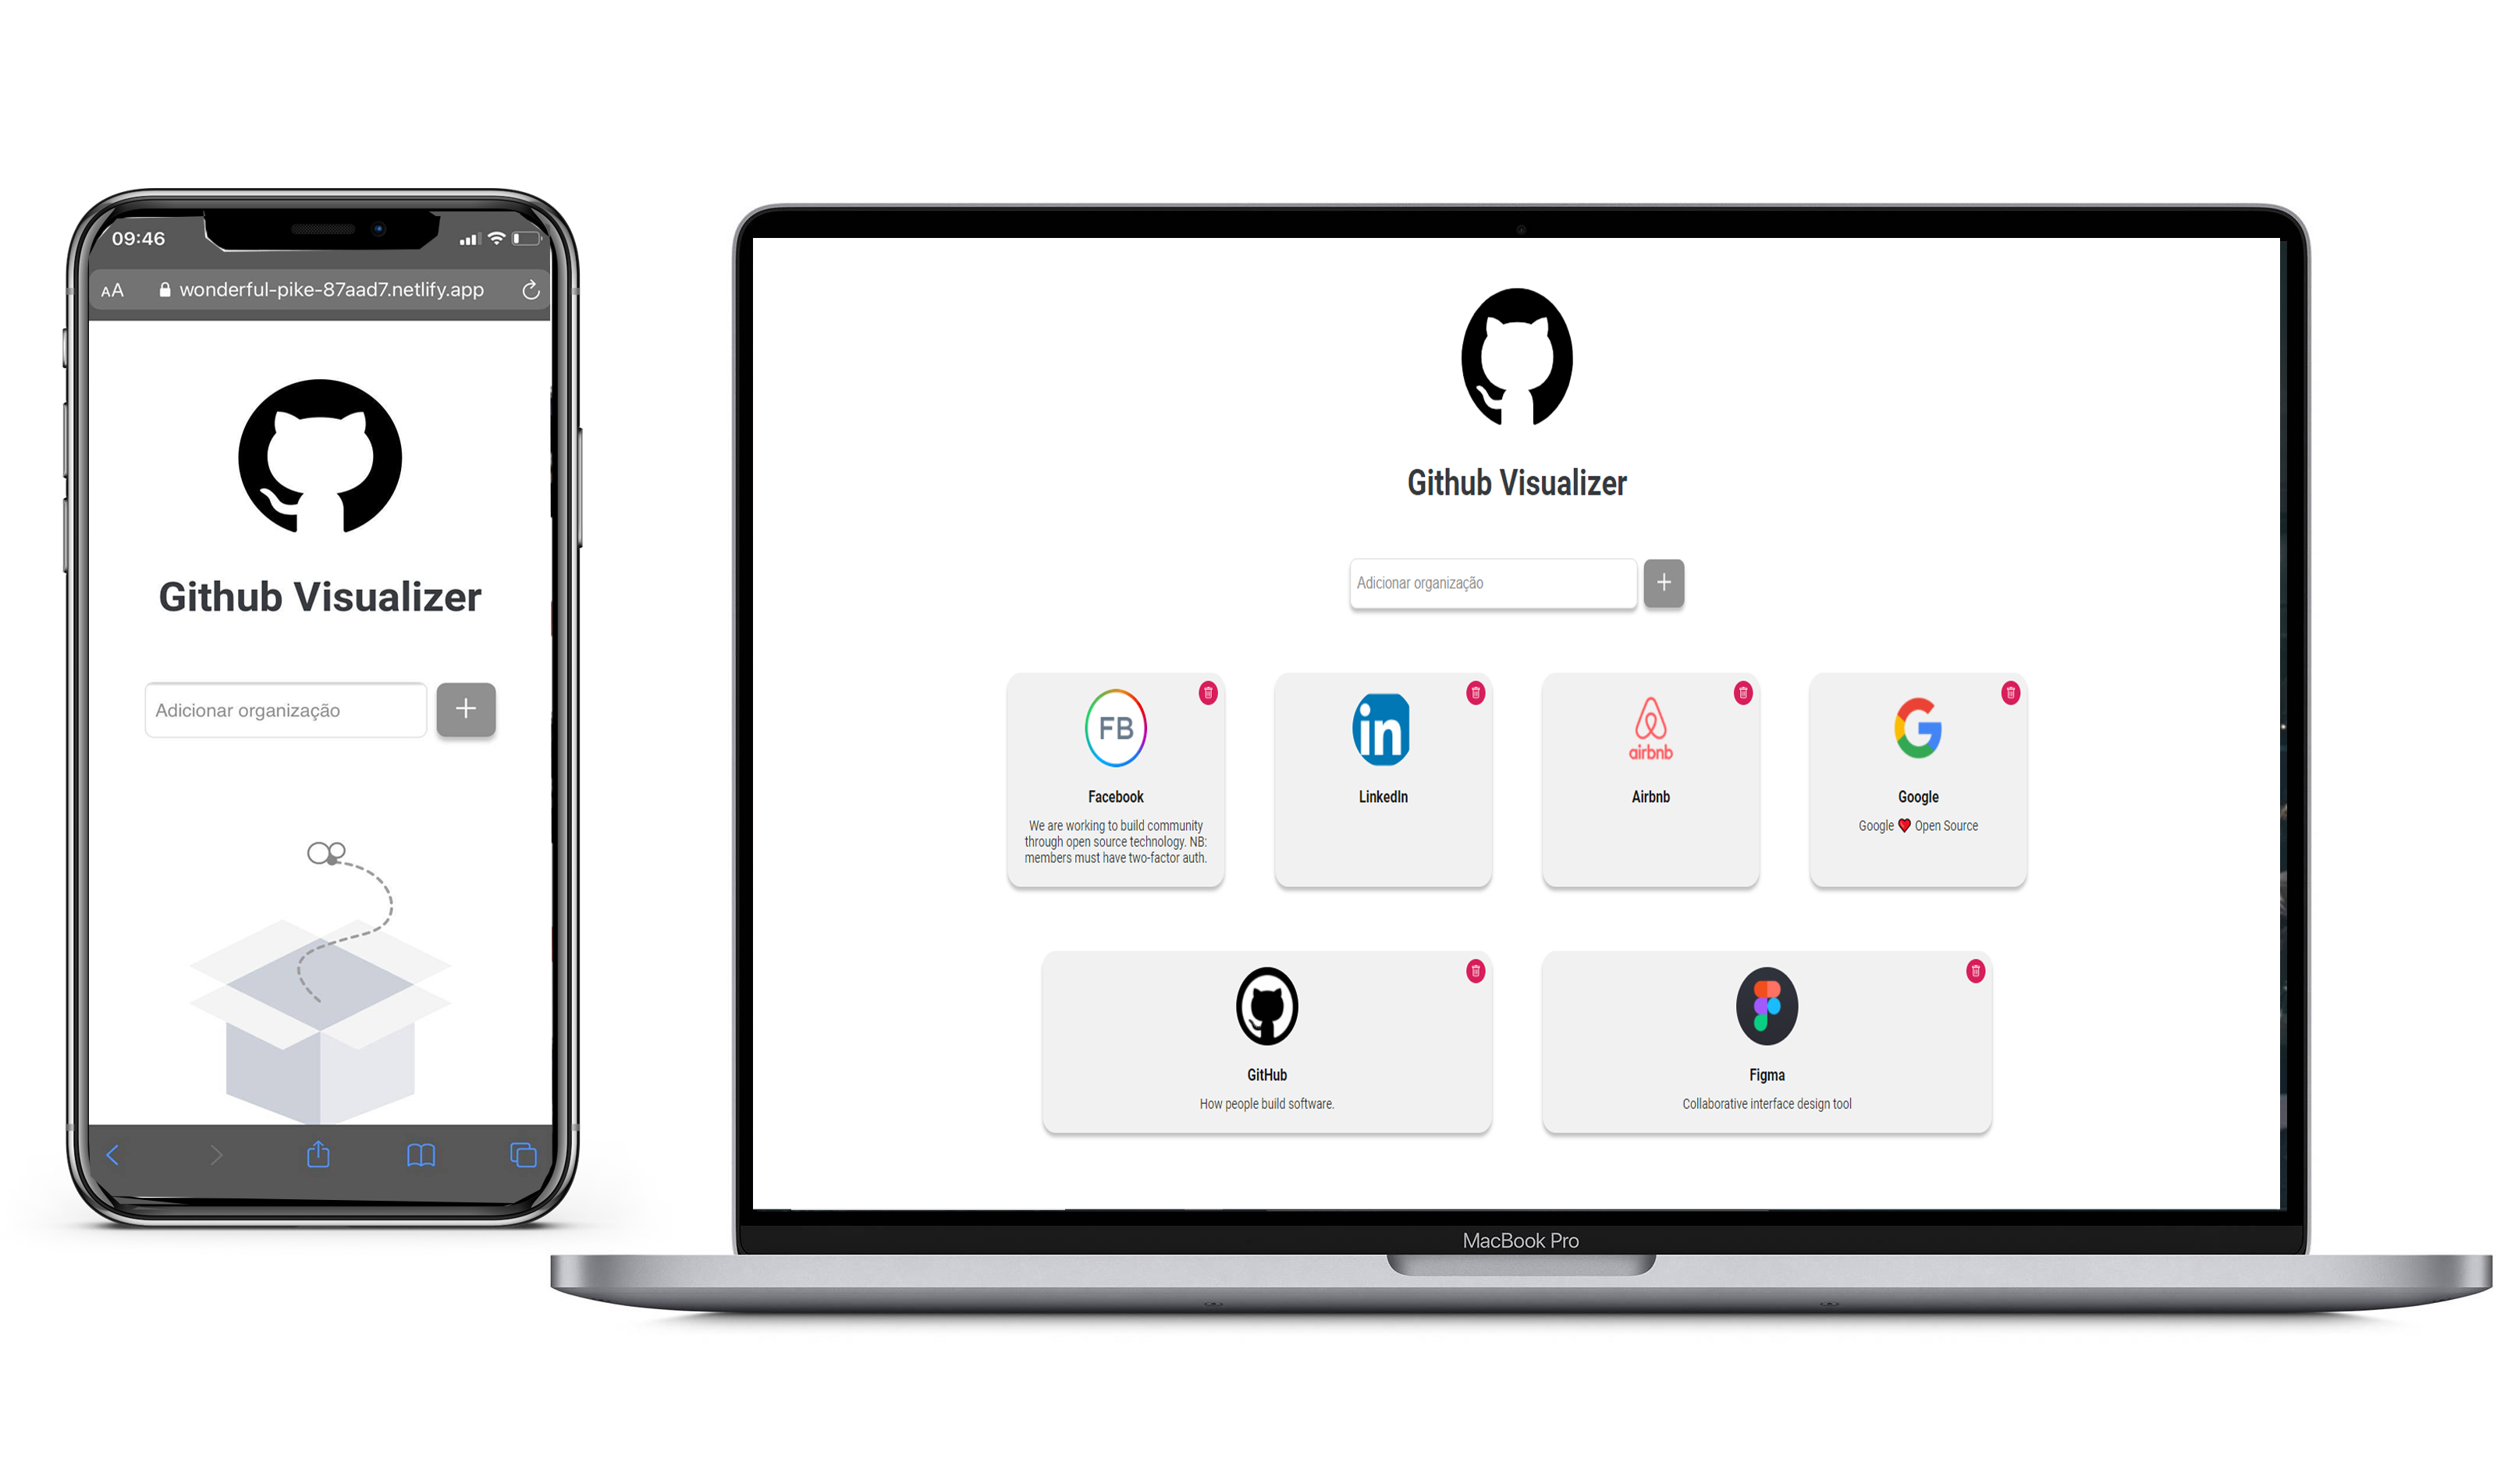 09:46
AA wonderful-pike-87aad7.netlify.app
Github Visualizer
Adicionar organização
+
Github Visualizer
Adicionar organização
+
FB
in
airbnb
G
Facebook
LinkedIn
Airbnb
Google
We are working to build community
through open source technology. NB:
members must have two-factor auth.
Google ❤ Open Source
GitHub
Figma
How people build software.
Collaborative interface design tool
MacBook Pro